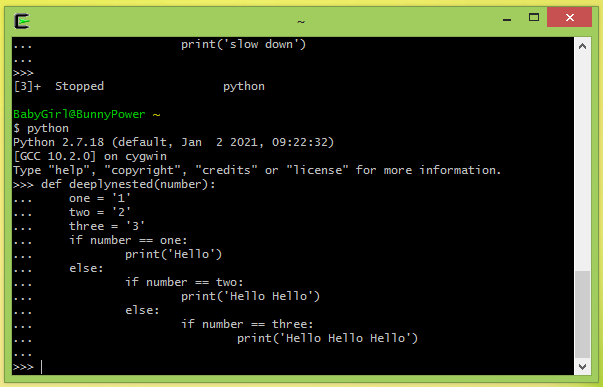 ~
...                     print('slow down')
...
>>>
[3]+  Stopped                 python

BabyGirl@BunnyPower ~
$ python
Python 2.7.18 (default, Jan  2 2021, 09:22:32)
[GCC 10.2.0] on cygwin
Type "help", "copyright", "credits" or "license" for more information.
>>> def deeplynested(number):
...     one = '1'
...     two = '2'
...     three = '3'
...     if number == one:
...             print('Hello')
...     else:
...             if number == two:
...                     print('Hello Hello')
...             else:
...                     if number == three:
...                             print('Hello Hello Hello')
...
>>>